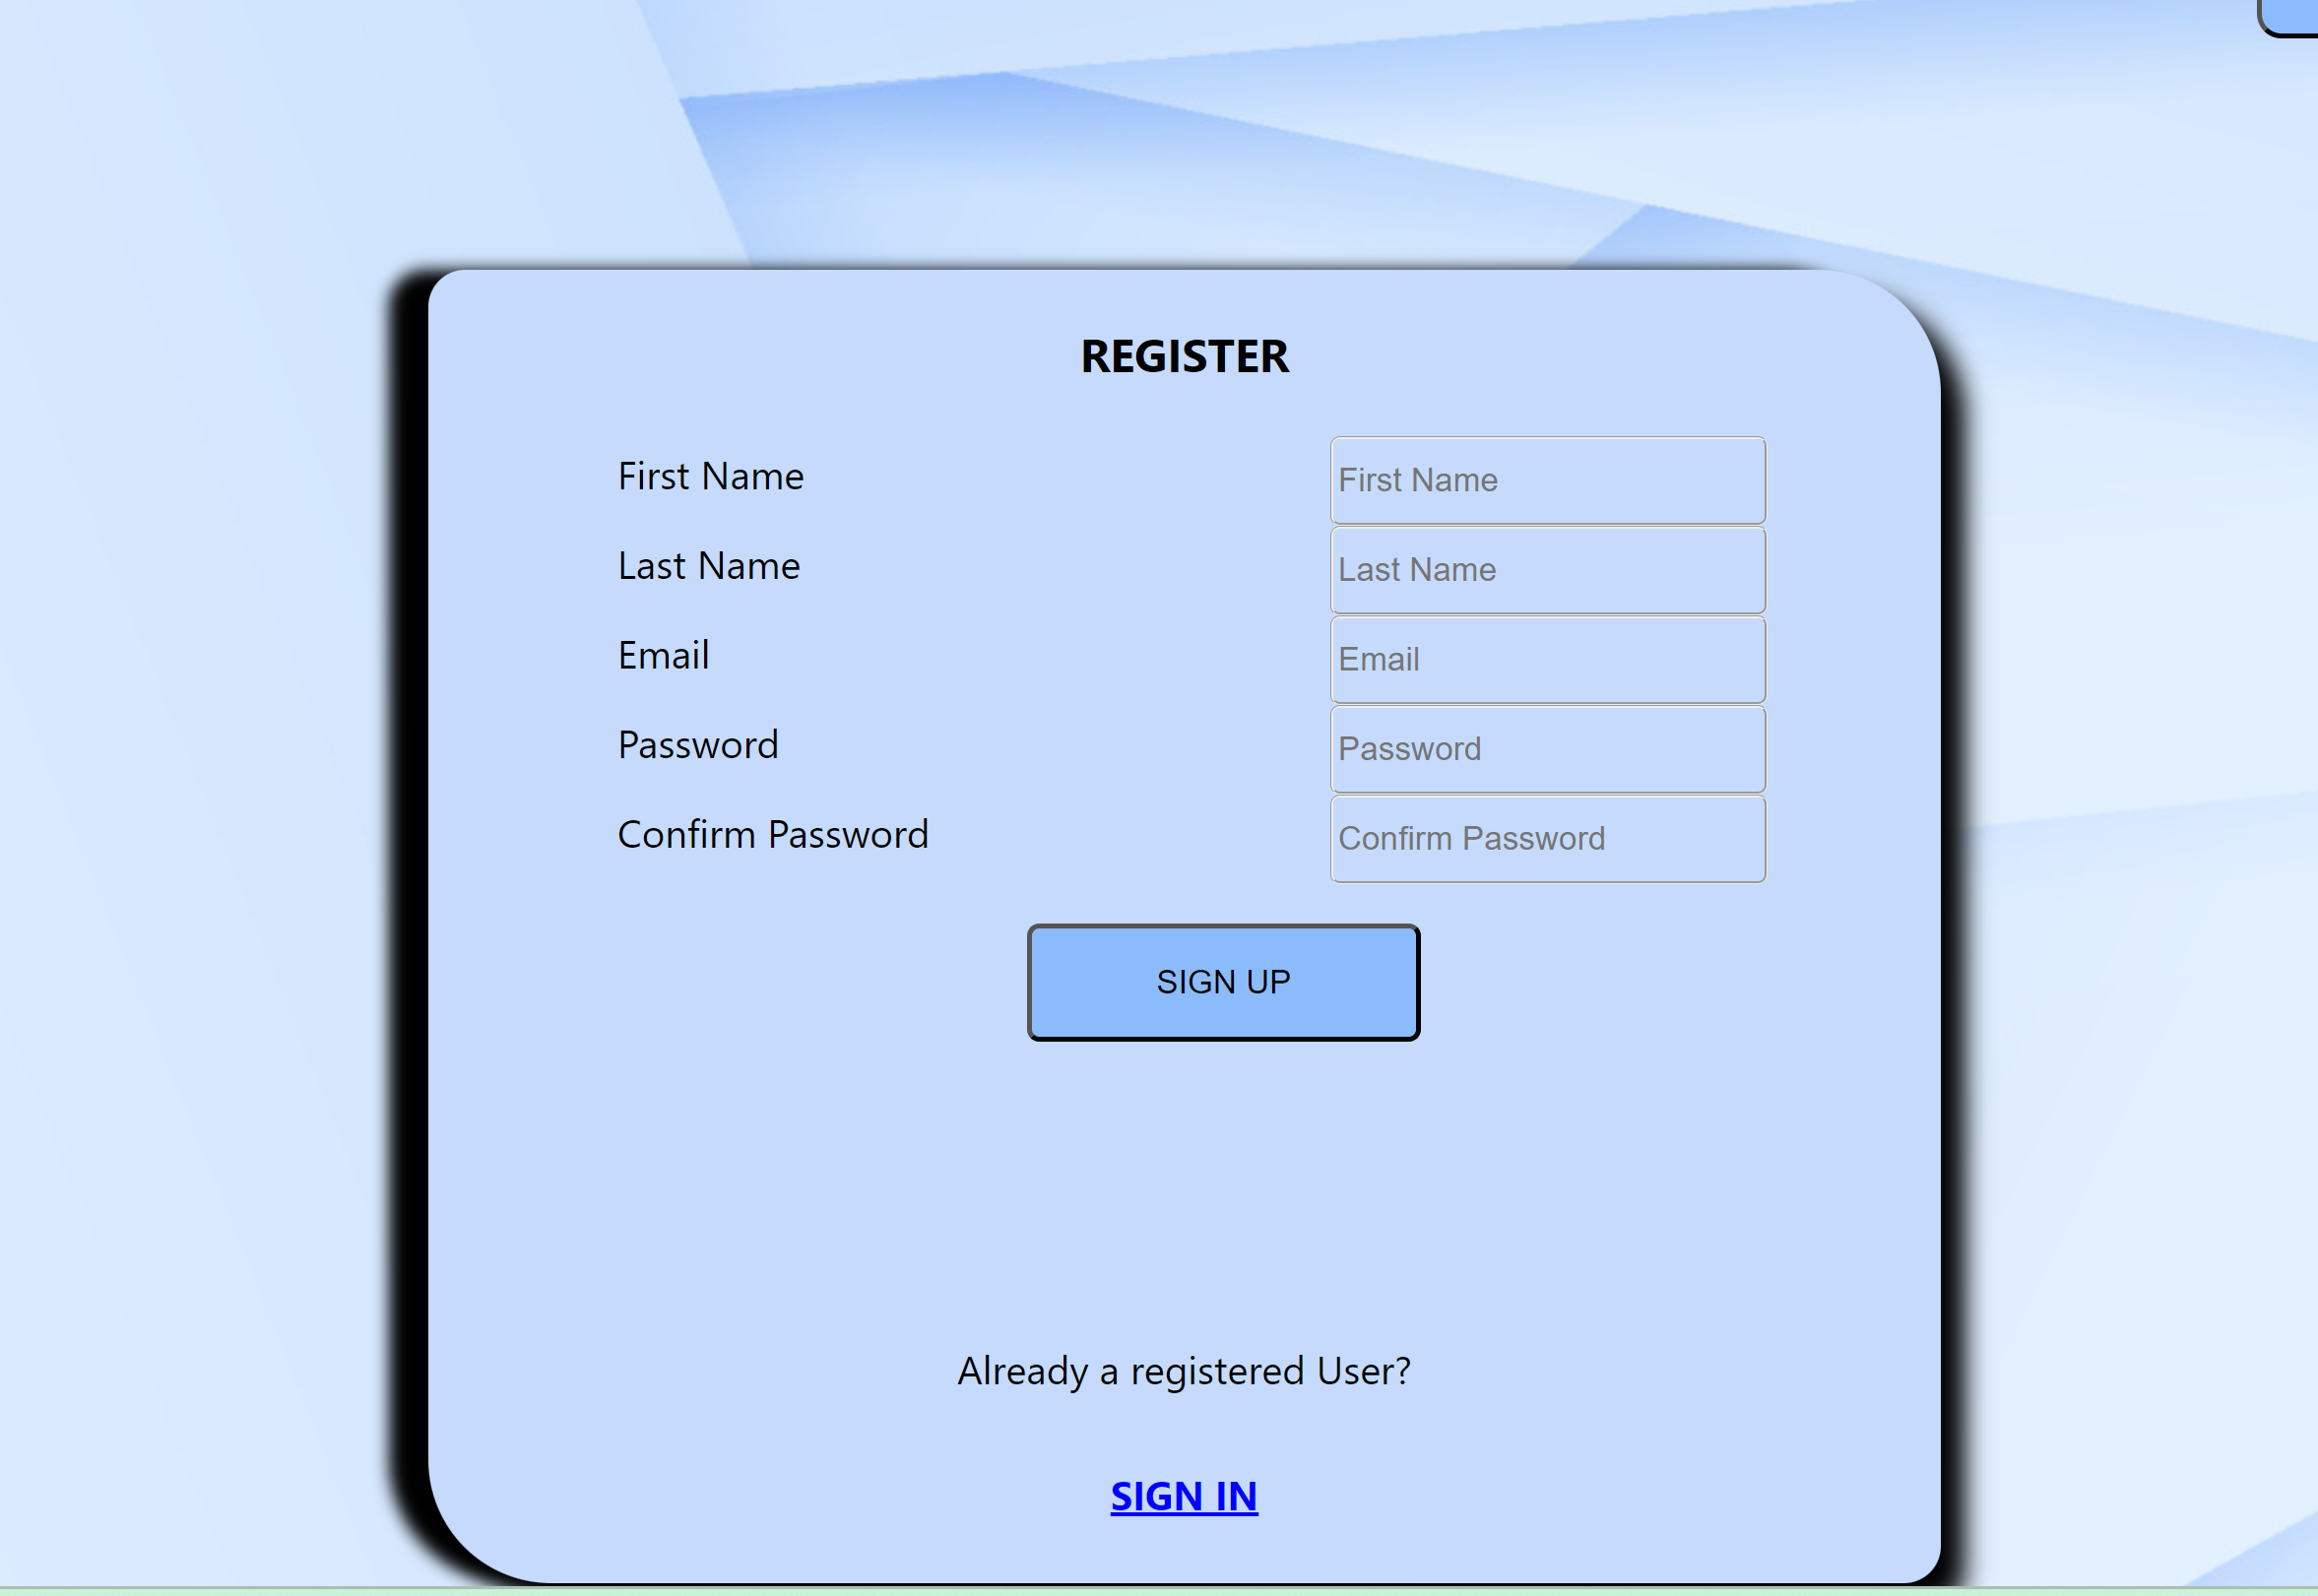 REGISTER
First Name First Name
Last Name Last Name
Email Email
Password Password
Confirm Password Confirm Password
SIGN UP
Already a registered User?
SIGN IN